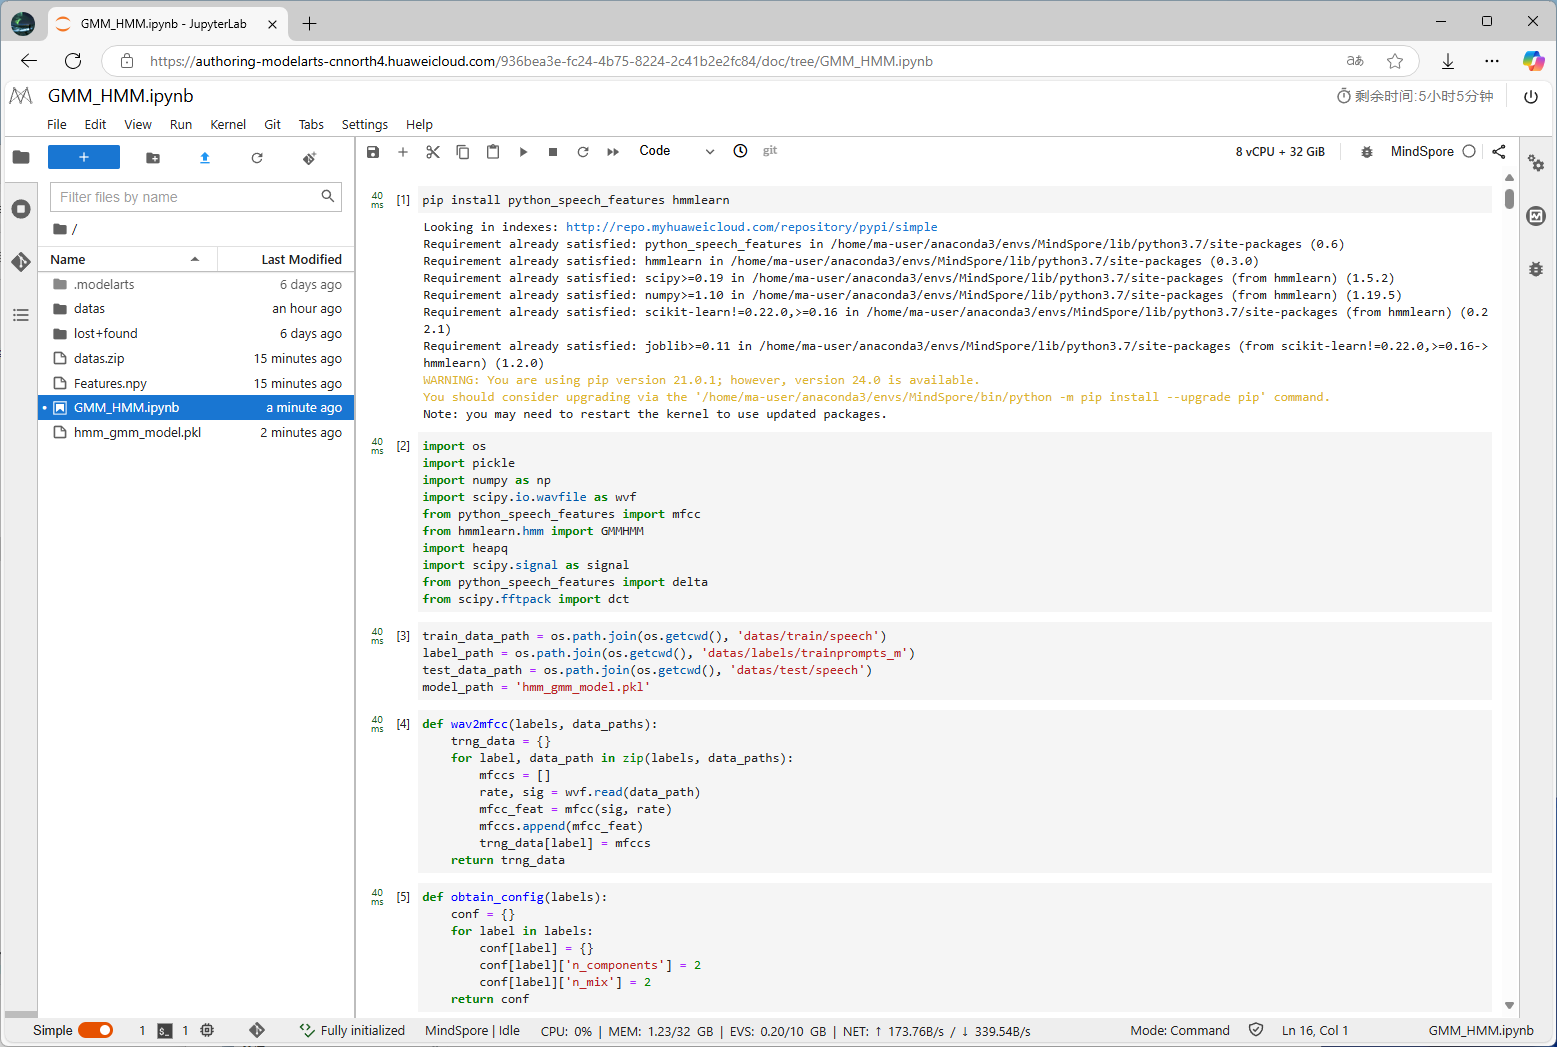 GMM_HMM.ipynb - JupyterLab
https://authoring-modelarts-cnnorth4.huaweicloud.com/936bea3e-fc24-4b75-8224-2c41b2e2fc84/doc/tree/GMM_HMM.ipynb
aあ
GMM_HMM.ipynb
剩余时间:5小时5分钟
File Edit View Run Kernel Git Tabs Settings Help
Code
git
8 vCPU + 32 GiB
MindSpore
Filter files by name
/
Name Last Modified
.modelarts 6 days ago
datas an hour ago
lost+found 6 days ago
datas.zip 15 minutes ago
Features.npy 15 minutes ago
GMM_HMM.ipynb a minute ago
hmm_gmm_model.pkl 2 minutes ago
40 ms [1] pip install python_speech_features hmmlearn
Looking in indexes: http://repo.myhuaweicloud.com/repository/pypi/simple
Requirement already satisfied: python_speech_features in /home/ma-user/anaconda3/envs/MindSpore/lib/python3.7/site-packages (0.6)
Requirement already satisfied: hmmlearn in /home/ma-user/anaconda3/envs/MindSpore/lib/python3.7/site-packages (0.3.0)
Requirement already satisfied: scipy>=0.19 in /home/ma-user/anaconda3/envs/MindSpore/lib/python3.7/site-packages (from hmmlearn) (1.5.2)
Requirement already satisfied: numpy>=1.10 in /home/ma-user/anaconda3/envs/MindSpore/lib/python3.7/site-packages (from hmmlearn) (1.19.5)
Requirement already satisfied: scikit-learn!=0.22.0,>=0.16 in /home/ma-user/anaconda3/envs/MindSpore/lib/python3.7/site-packages (from hmmlearn) (0.2
2.1)
Requirement already satisfied: joblib>=0.11 in /home/ma-user/anaconda3/envs/MindSpore/lib/python3.7/site-packages (from scikit-learn!=0.22.0,>=0.16->
hmmlearn) (1.2.0)
WARNING: You are using pip version 21.0.1; however, version 24.0 is available.
You should consider upgrading via the '/home/ma-user/anaconda3/envs/MindSpore/bin/python -m pip install --upgrade pip' command.
Note: you may need to restart the kernel to use updated packages.
40 ms [2] import os
import pickle
import numpy as np
import scipy.io.wavfile as wvf
from python_speech_features import mfcc
from hmmlearn.hmm import GMMHMM
import heapq
import scipy.signal as signal
from python_speech_features import delta
from scipy.fftpack import dct
40 ms [3] train_data_path = os.path.join(os.getcwd(), 'datas/train/speech')
label_path = os.path.join(os.getcwd(), 'datas/labels/trainprompts_m')
test_data_path = os.path.join(os.getcwd(), 'datas/test/speech')
model_path = 'hmm_gmm_model.pkl'
40 ms [4] def wav2mfcc(labels, data_paths):
    trng_data = {}
    for label, data_path in zip(labels, data_paths):
        mfccs = []
        rate, sig = wvf.read(data_path)
        mfcc_feat = mfcc(sig, rate)
        mfccs.append(mfcc_feat)
        trng_data[label] = mfccs
    return trng_data
40 ms [5] def obtain_config(labels):
    conf = {}
    for label in labels:
        conf[label] = {}
        conf[label]['n_components'] = 2
        conf[label]['n_mix'] = 2
    return conf
Simple 1 1 Fully initialized MindSpore | Idle CPU: 0% | MEM: 1.23/32 GB | EVS: 0.20/10 GB | NET: ↑ 173.76B/s / ↓ 339.54B/s Mode: Command Ln 16, Col 1 GMM_HMM.ipynb